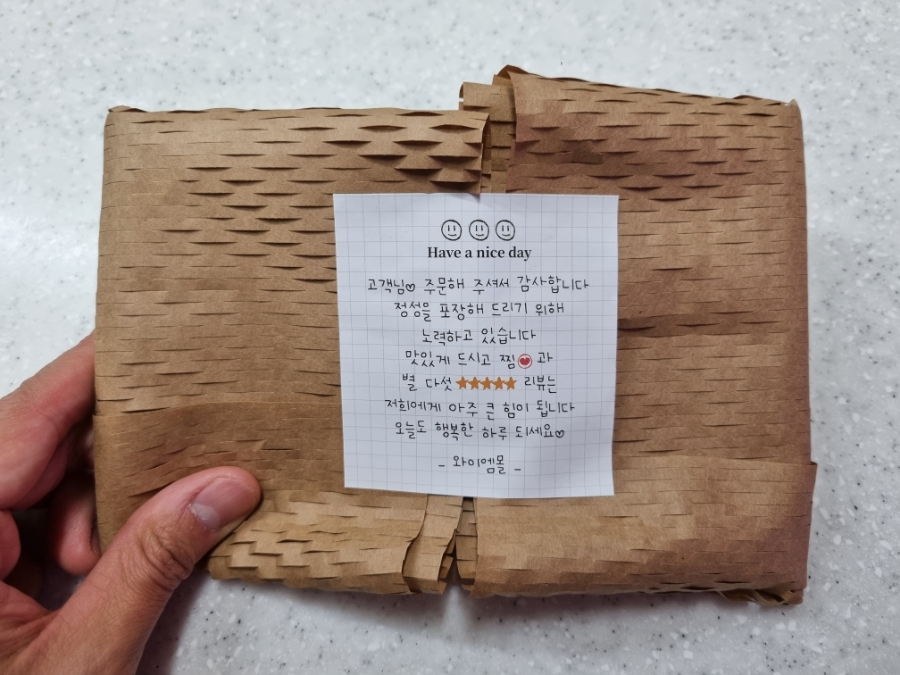 Have a nice day
고객님♡ 주문해 주셔서 감사합니다
정성을 포장해 드리기 위해
노력하고 있습니다
맛있게 드시고 찜❤과
별 다섯★★★★★ 리뷰는
저희에게 아주 큰 힘이 됩니다
오늘도 행복한 하루 되세요♡
- 와이엠몰 -